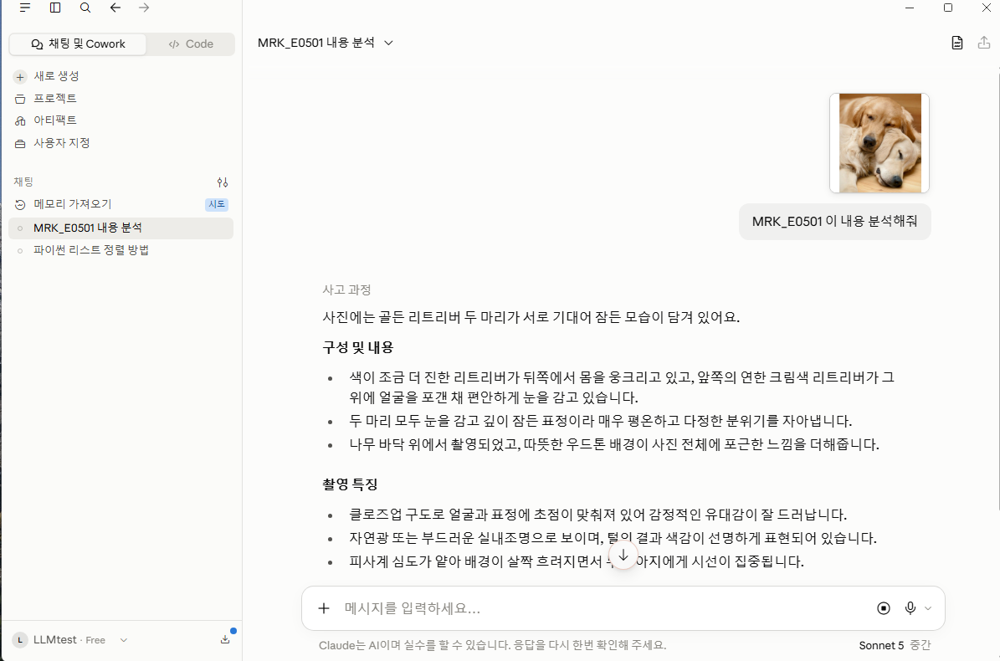 채팅 및 Cowork
Code
새로 생성
프로젝트
아티팩트
사용자 지정
채팅
메모리 가져오기
시도
MRK_E0501 내용 분석
파이썬 리스트 정렬 방법
L
LLMtest · Free
MRK_E0501 내용 분석
MRK_E0501 이 내용 분석해줘
사고 과정
사진에는 골든 리트리버 두 마리가 서로 기대어 잠든 모습이 담겨 있어요.
구성 및 내용
• 색이 조금 더 진한 리트리버가 뒤쪽에서 몸을 웅크리고 있고, 앞쪽의 연한 크림색 리트리버가 그
위에 얼굴을 포갠 채 편안하게 눈을 감고 있습니다.
• 두 마리 모두 눈을 감고 깊이 잠든 표정이라 매우 평온하고 다정한 분위기를 자아냅니다.
• 나무 바닥 위에서 촬영되었고, 따뜻한 우드톤 배경이 사진 전체에 포근한 느낌을 더해줍니다.
촬영 특징
• 클로즈업 구도로 얼굴과 표정에 초점이 맞춰져 있어 감정적인 유대감이 잘 드러납니다.
• 자연광 또는 부드러운 실내조명으로 보이며, 털의 결과 색감이 선명하게 표현되어 있습니다.
• 피사계 심도가 얕아 배경이 살짝 흐려지면서 아지에게 시선이 집중됩니다.
메시지를 입력하세요...
Claude는 AI이며 실수를 할 수 있습니다. 응답을 다시 한번 확인해 주세요.
Sonnet 5 중간